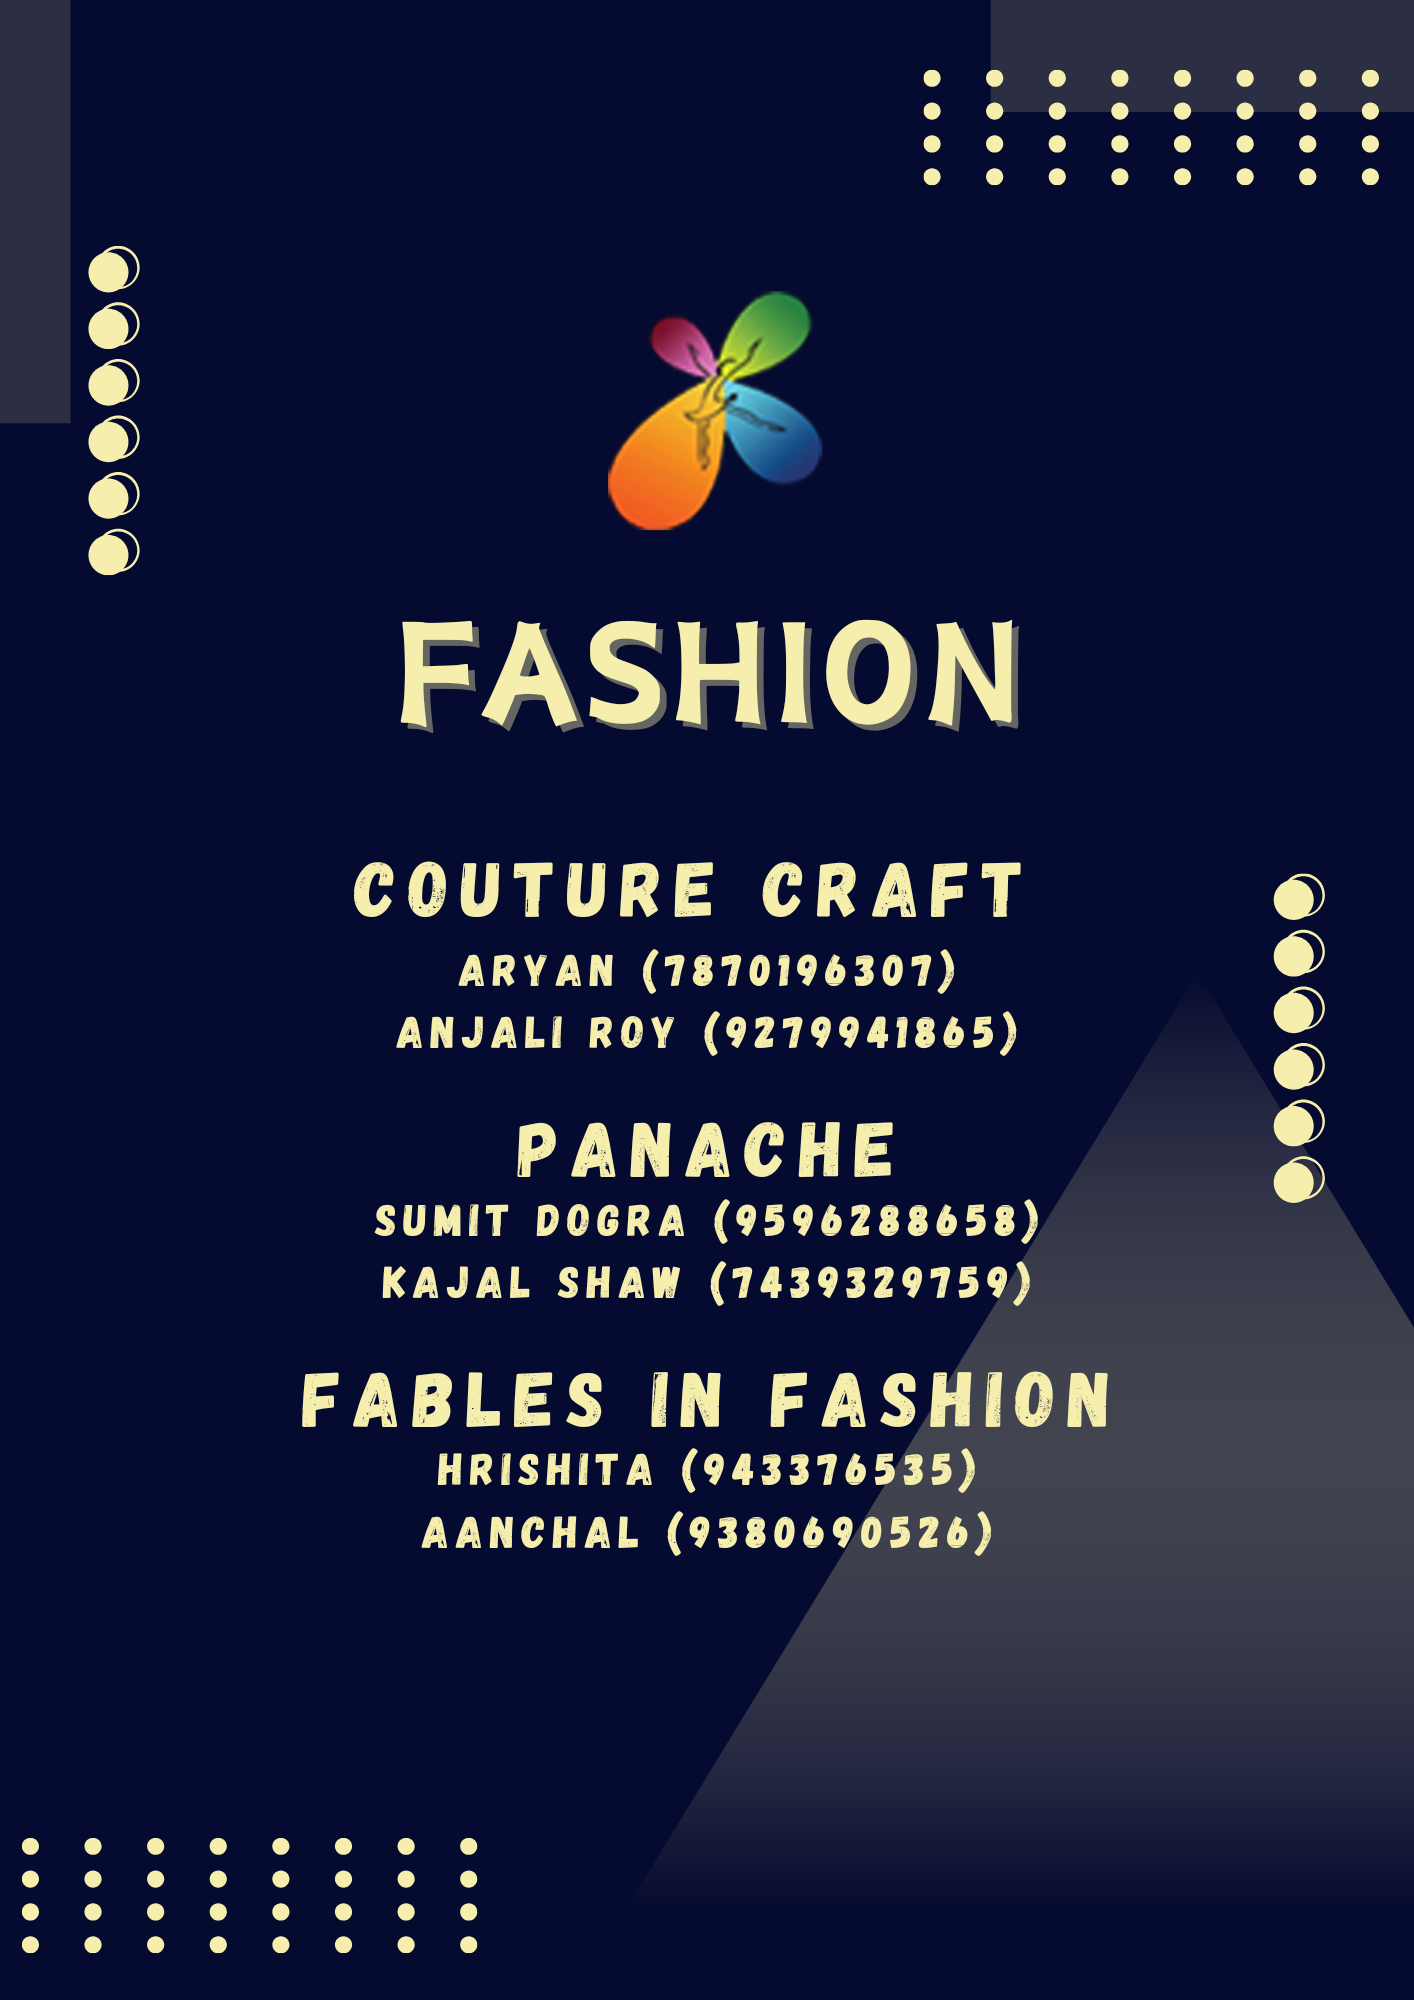 FASHION
COUTURE CRAFT
ARYAN (7870196307)
ANJALI ROY (9279941865)
PANACHE
SUMIT DOGRA (9596288658)
KAJAL SHAW (7439329759)
FABLES IN FASHION
HRISHITA (943376535)
AANCHAL (9380690526)